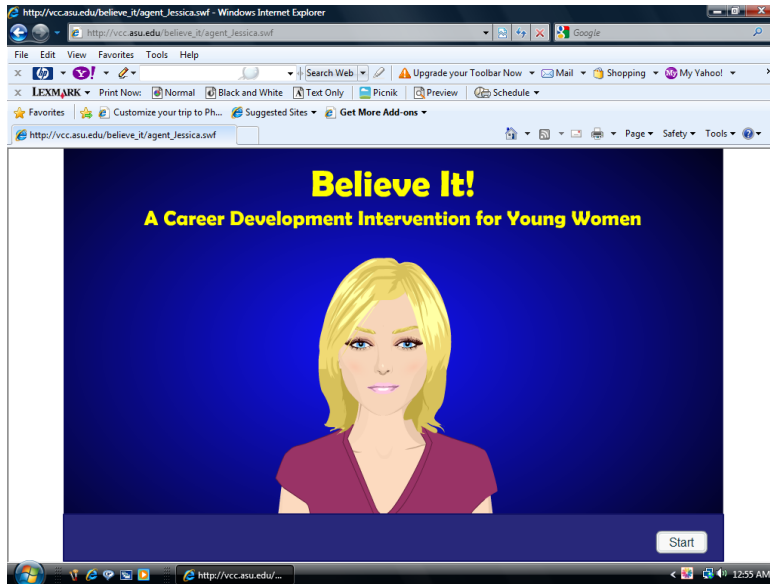 http://vcc.asu.edu/believe_it/agent_Jessica.swf - Windows Internet Explorer
http://vcc.asu.edu/believe_it/agent_Jessica.swf
Google
File Edit View Favorites Tools Help
Search Web Upgrade your Toolbar Now Mail Shopping My Yahoo!
LEXMARK Print Now: Normal Black and White Text Only Picnik Preview Schedule
Favorites Customize your trip to Ph... Suggested Sites Get More Add-ons
http://vcc.asu.edu/believe_it/agent_Jessica.swf
Page Safety Tools
Believe It!
A Career Development Intervention for Young Women
Start
http://vcc.asu.edu/...
12:55 AM